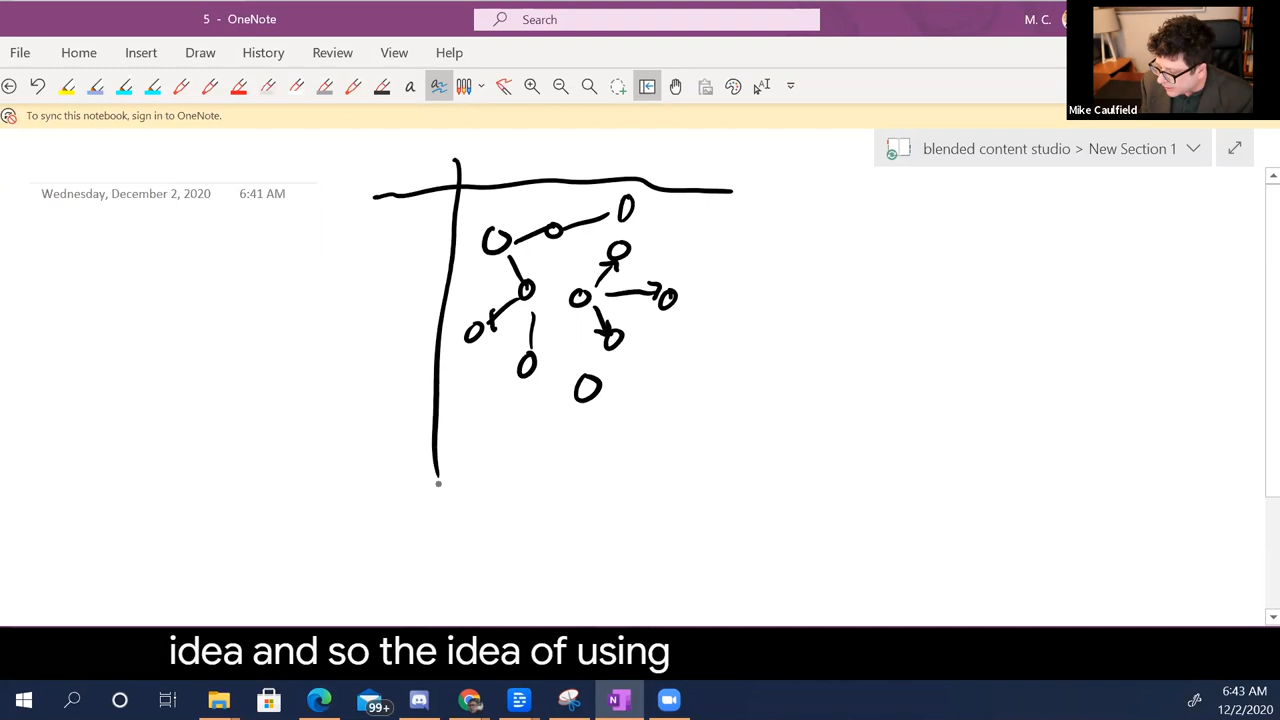 5 - OneNote
Search
M. C.
File Home Insert Draw History Review View Help
a
Mike Caulfield
To sync this notebook, sign in to OneNote.
blended content studio > New Section 1
Wednesday, December 2, 2020 6:41 AM
idea and so the idea of using
99+
N
6:43 AM
12/2/2020